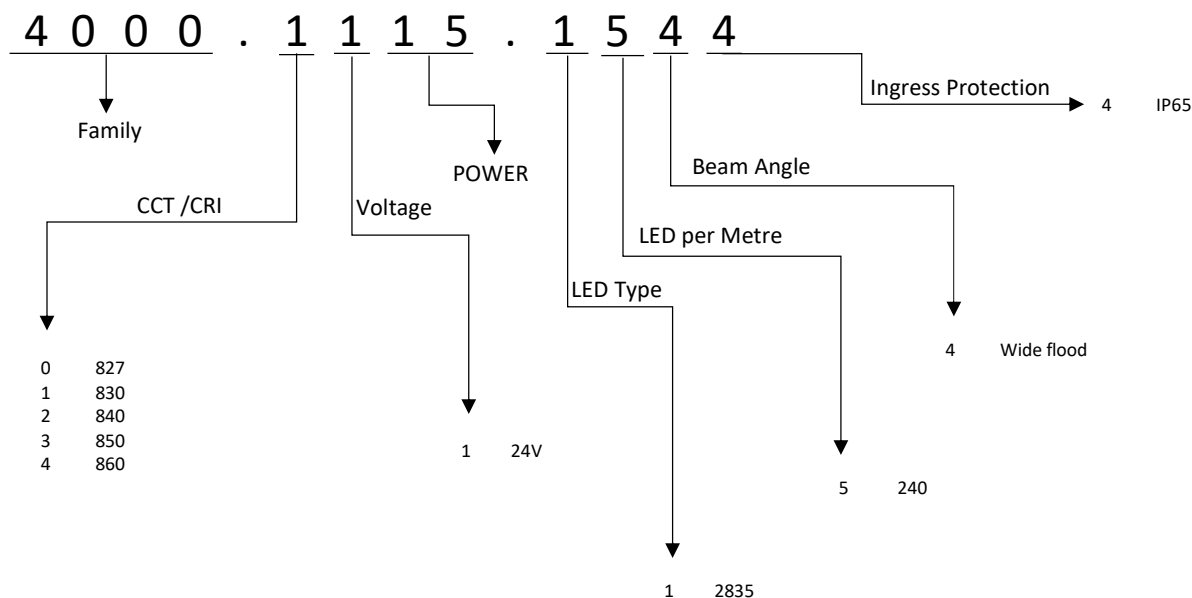 4000.1115.1544
Ingress Protection
4 IP65
Family
Beam Angle
POWER
CCT /CRI
Voltage
LED per Metre
LED Type
4 Wide flood
0 827
1 830
2 840
3 850
4 860
1 24V
5 240
1 2835